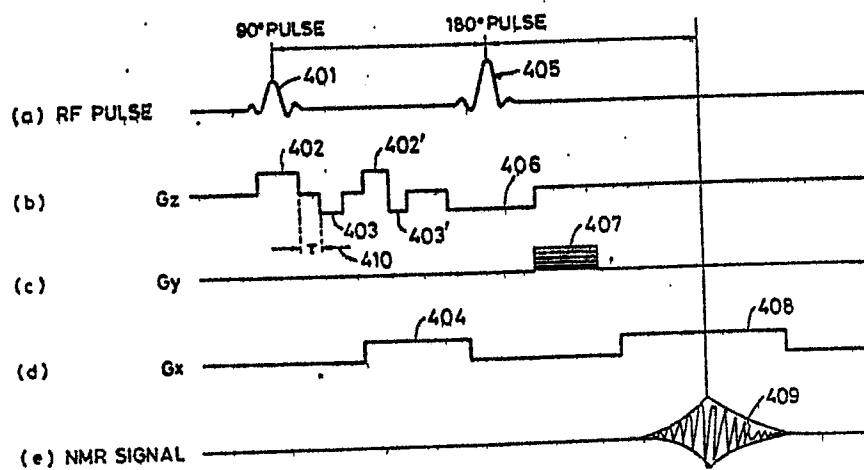 90°PULSE 180°PULSE
401 405
(a) RF PULSE
402 402' 406
(b) Gz
403 403' 407
τ 410
(c) Gy
404 408
(d) Gx
409
(e) NMR SIGNAL